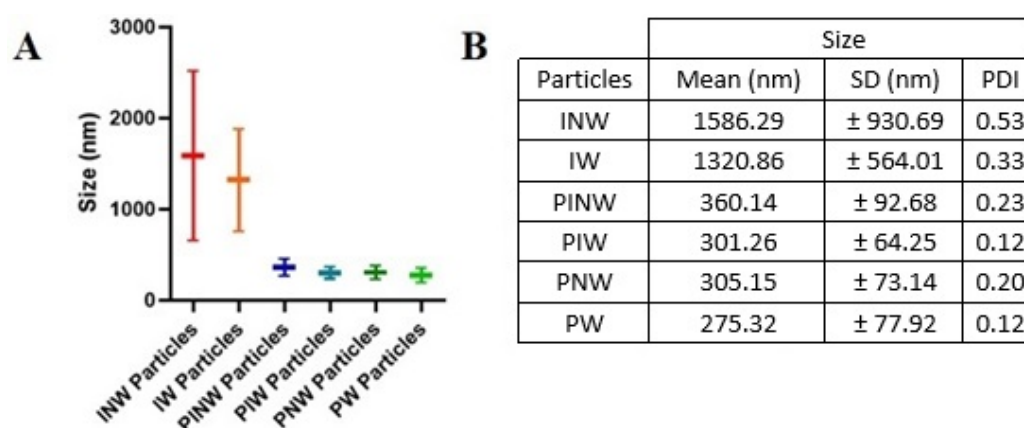 A
3000
2000
1000
0
Size (nm)
INW Particles
IW Particles
PINW Particles
PIW Particles
PNW Particles
PW Particles
B
Size
Particles Mean (nm) SD (nm) PDI
INW 1586.29 ± 930.69 0.53
IW 1320.86 ± 564.01 0.33
PINW 360.14 ± 92.68 0.23
PIW 301.26 ± 64.25 0.12
PNW 305.15 ± 73.14 0.20
PW 275.32 ± 77.92 0.12